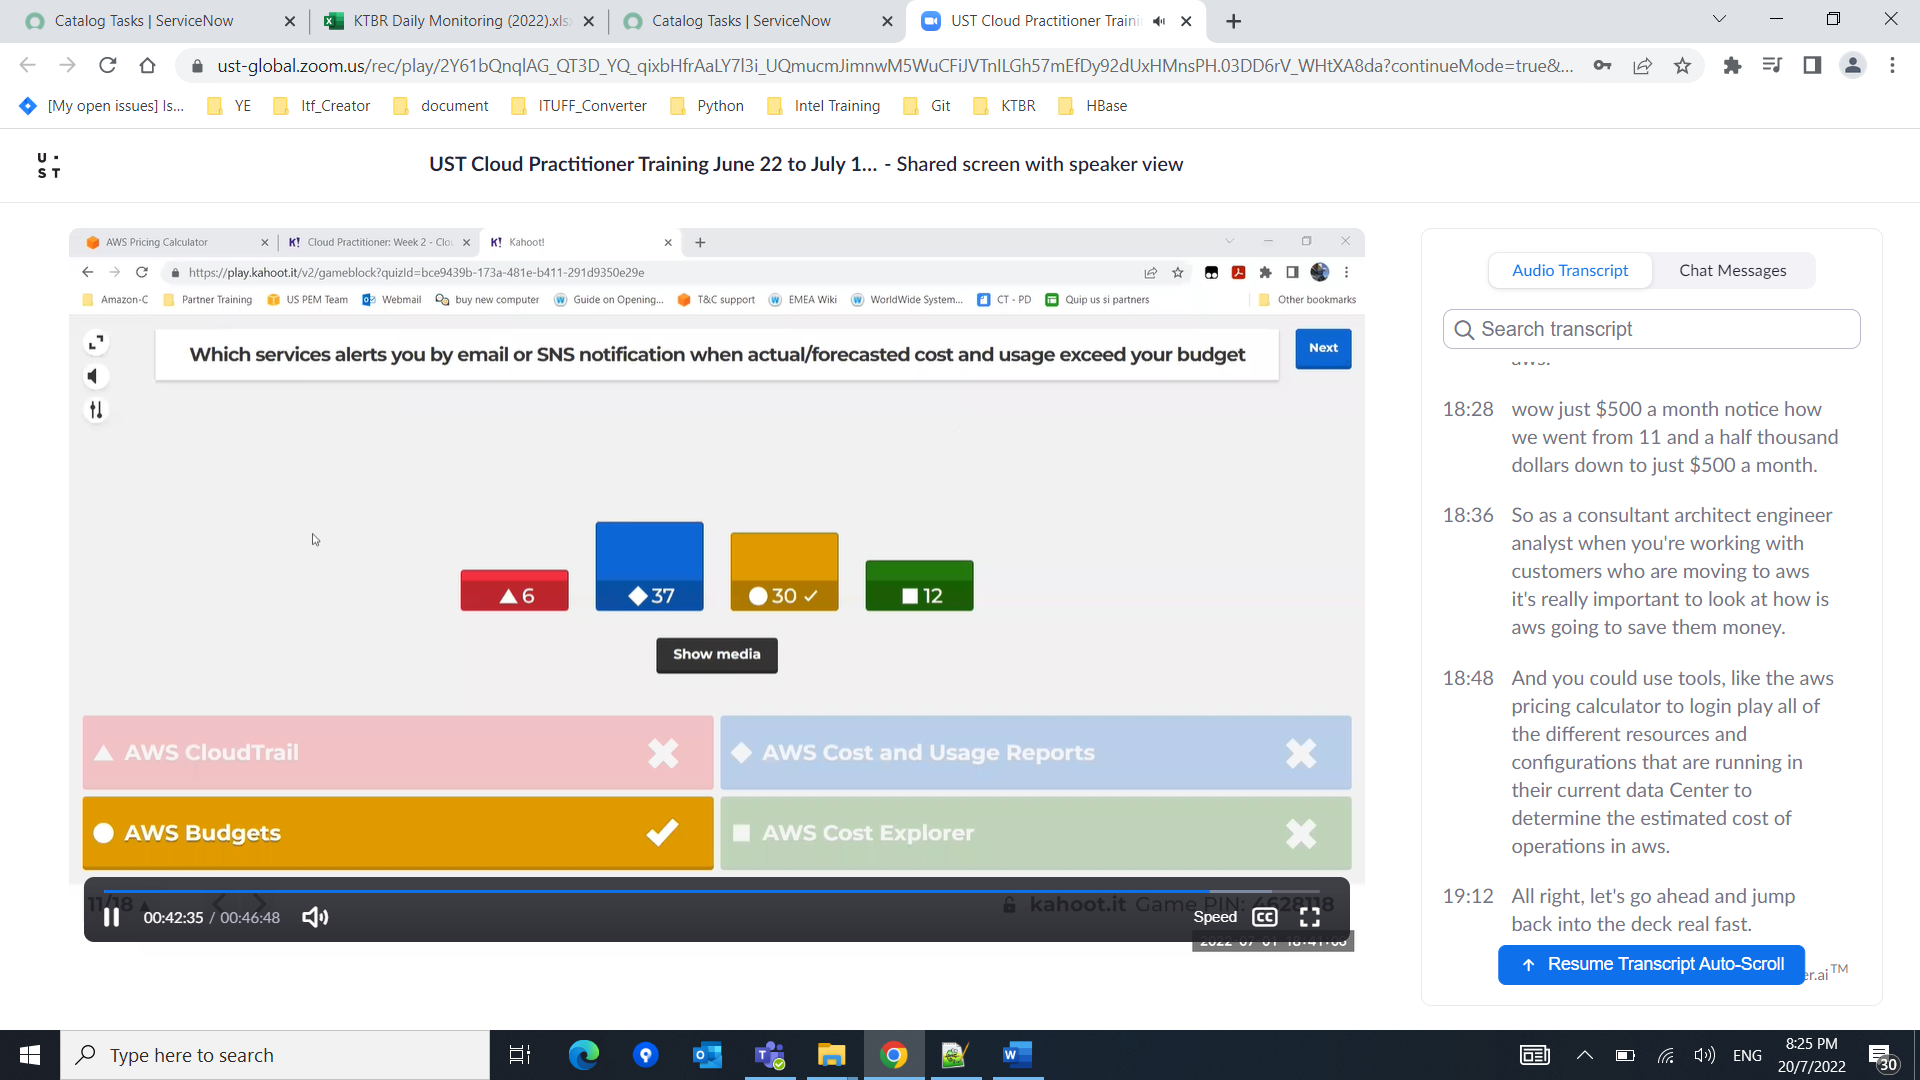 Catalog Tasks | ServiceNow
KTBR Daily Monitoring (2022).xls
Catalog Tasks | ServiceNow
UST Cloud Practitioner Traini
ust-global.zoom.us/rec/play/2Y61bQnqlAG_QT3D_YQ_qixbHfrAaLY7l3i_UQmucmJimnwM5WuCFiJVTnILGh57mEfDy92dUxHMnsPH.03DD6rV_WHtXA8da?continueMode=true&...
[My open issues] Is...
YE
Itf_Creator
document
ITUFF_Converter
Python
Intel Training
Git
KTBR
HBase
U·
ST
UST Cloud Practitioner Training June 22 to July 1... - Shared screen with speaker view
AWS Pricing Calculator
K! Cloud Practitioner: Week 2 - Clou
K! Kahoot!
https://play.kahoot.it/v2/gameblock?quizId=bce9439b-173a-481e-b411-291d9350e29e
Amazon-C
Partner Training
US PEM Team
Webmail
buy new computer
Guide on Opening...
T&C support
EMEA Wiki
WorldWide System...
CT - PD
Quip us si partners
Other bookmarks
Which services alerts you by email or SNS notification when actual/forecasted cost and usage exceed your budget
Next
6
37
30 ✓
12
Show media
AWS CloudTrail
AWS Cost and Usage Reports
AWS Budgets
AWS Cost Explorer
11/18
kahoot.it Game PIN: 4628118
00:42:35 / 00:46:48
Speed
CC
Audio Transcript
Chat Messages
Search transcript
aws.
18:28 wow just $500 a month notice how
we went from 11 and a half thousand
dollars down to just $500 a month.
18:36 So as a consultant architect engineer
analyst when you're working with
customers who are moving to aws
it's really important to look at how is
aws going to save them money.
18:48 And you could use tools, like the aws
pricing calculator to login play all of
the different resources and
configurations that are running in
their current data Center to
determine the estimated cost of
operations in aws.
19:12 All right, let's go ahead and jump
back into the deck real fast.
Resume Transcript Auto-Scroll
er.ai™
Type here to search
ENG
8:25 PM
20/7/2022
30